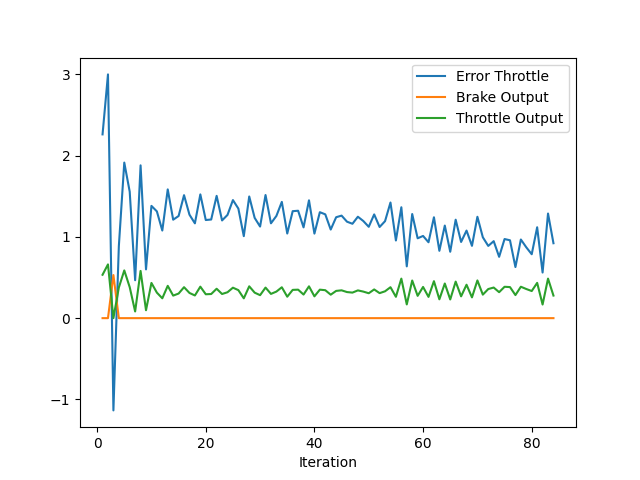 Error Throttle
Brake Output
Throttle Output
3
2
1
0
−1
0 20 40 60 80
Iteration